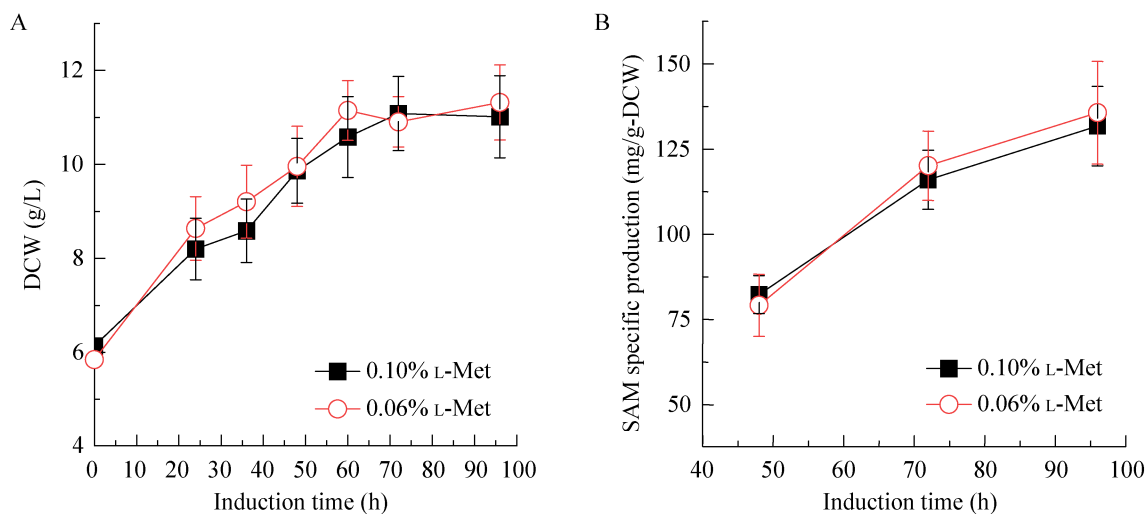 A
DCW (g/L)
12
10
8
6
4
0 10 20 30 40 50 60 70 80 90 100
Induction time (h)
0.10% L-Met
0.06% L-Met
B
SAM specific production (mg/g-DCW)
150
125
100
75
50
40 50 60 70 80 90 100
Induction time (h)
0.10% L-Met
0.06% L-Met